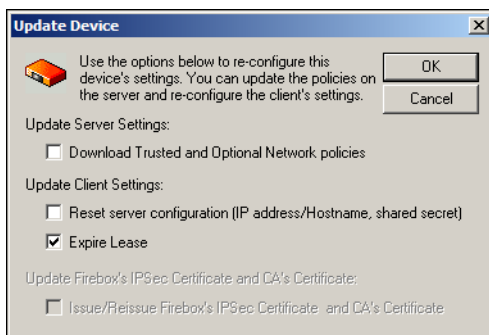 Update Device
Use the options below to re-configure this
device's settings. You can update the policies on
the server and re-configure the client's settings.
OK
Cancel
Update Server Settings:
Download Trusted and Optional Network policies
Update Client Settings:
Reset server configuration (IP address/Hostname, shared secret)
Expire Lease
Update Firebox's IPSec Certificate and CA's Certificate:
Issue/Reissue Firebox's IPSec Certificate and CA's Certificate